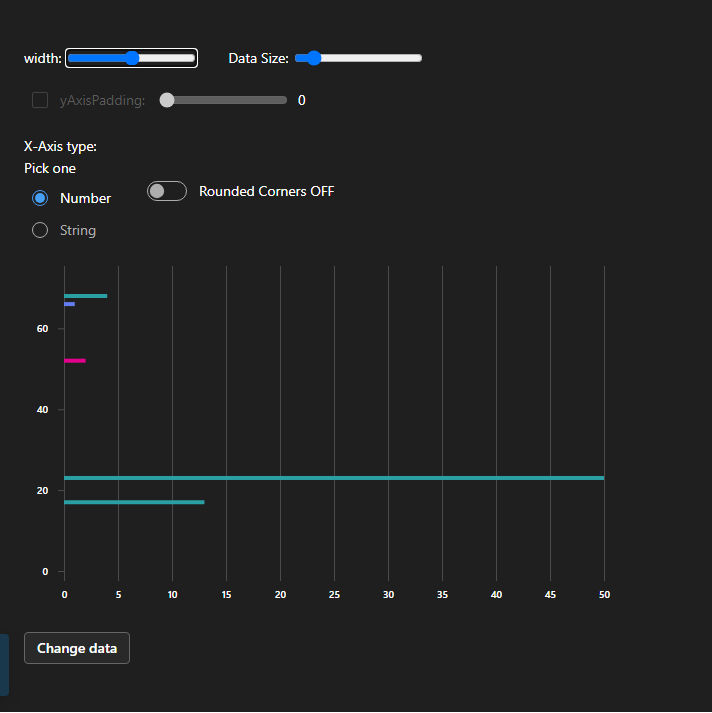 width: Data Size:
yAxisPadding: 0
X-Axis type:
Pick one
Number Rounded Corners OFF
String
60
40
20
0
0 5 10 15 20 25 30 35 40 45 50
Change data